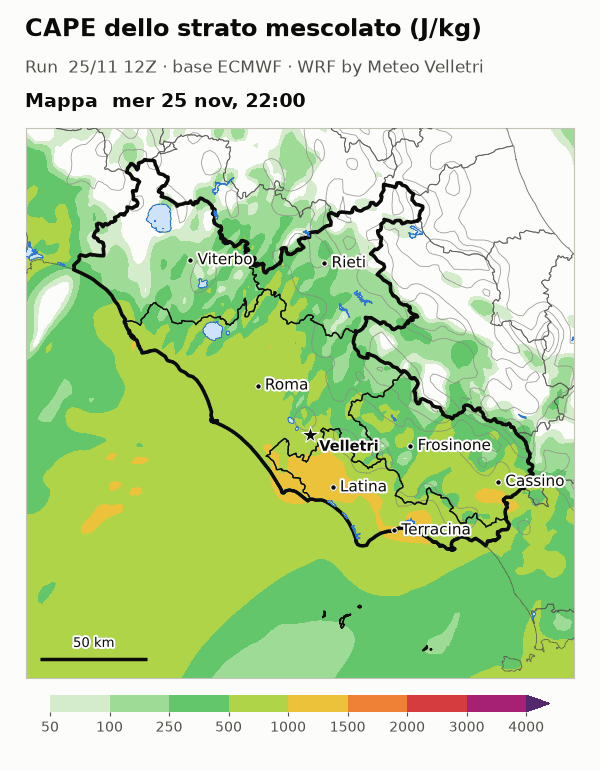 CAPE dello strato mescolato (J/kg)
Run  25/11 12Z · base ECMWF · WRF by Meteo Velletri
Mappa  mer 25 nov, 22:00
Viterbo
Rieti
Roma
Velletri
Frosinone
Cassino
Latina
Terracina
50 km
50 100 250 500 1000 1500 2000 3000 4000